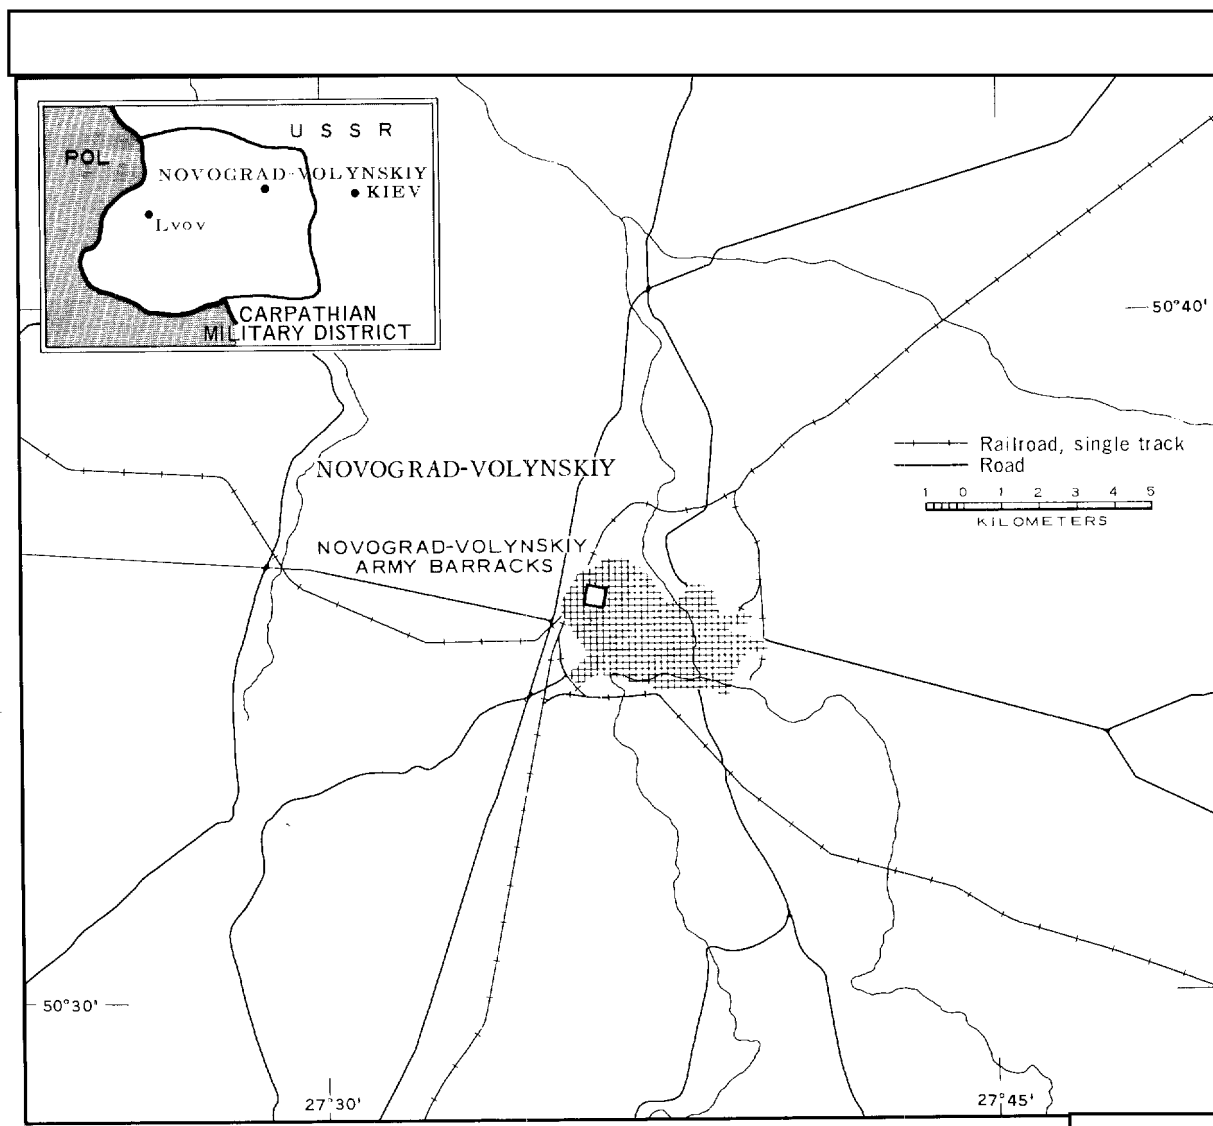 U S S R
POL
NOVOGRAD-VOLYNSKIY
KIEV
Lvov
CARPATHIAN
MILITARY DISTRICT
50°40'
Railroad, single track
Road
1 0 1 2 3 4 5
KILOMETERS
NOVOGRAD-VOLYNSKIY
NOVOGRAD-VOLYNSKIY
ARMY BARRACKS
50°30'
27°30'
27°45'